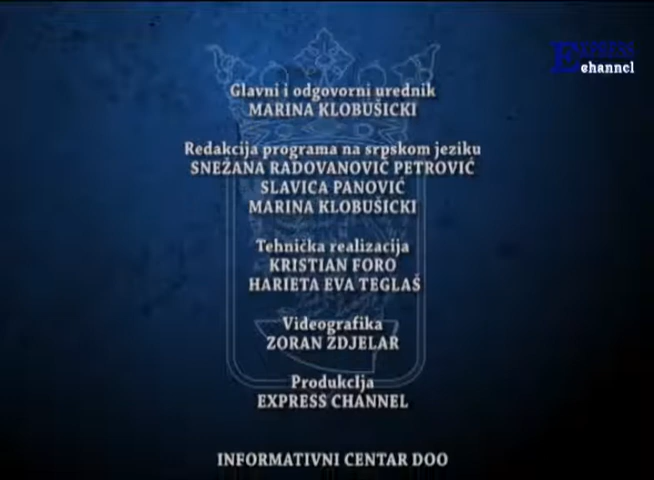 channel
Glavni i odgovorni urednik
MARINA KLOBUŠICKI
Redakcija programa na srpskom jeziku
SNEŽANA RADOVANOVIĆ PETROVIĆ
SLAVICA PANOVIĆ
MARINA KLOBUŠICKI
Tehnička realizacija
KRISTIAN FORO
HARIETA EVA TEGLAŠ
Videografika
ZORAN ZDJELAR
Produkcija
EXPRESS CHANNEL
INFORMATIVNI CENTAR DOO